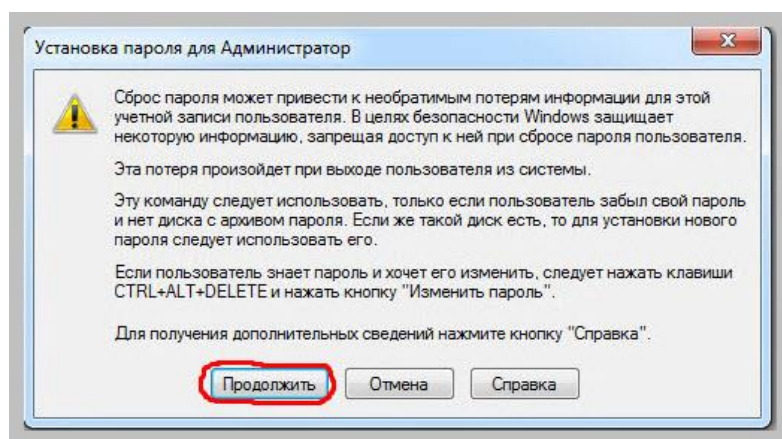 Установка пароля для Администратор
Сброс пароля может привести к необратимым потерям информации для этой
учетной записи пользователя. В целях безопасности Windows защищает
некоторую информацию, запрещая доступ к ней при сбросе пароля пользователя.
Эта потеря произойдет при выходе пользователя из системы.
Эту команду следует использовать, только если пользователь забыл свой пароль
и нет диска с архивом пароля. Если же такой диск есть, то для установки нового
пароля следует использовать его.
Если пользователь знает пароль и хочет его изменить, следует нажать клавиши
CTRL+ALT+DELETE и нажать кнопку "Изменить пароль".
Для получения дополнительных сведений нажмите кнопку "Справка".
Продолжить Отмена Справка